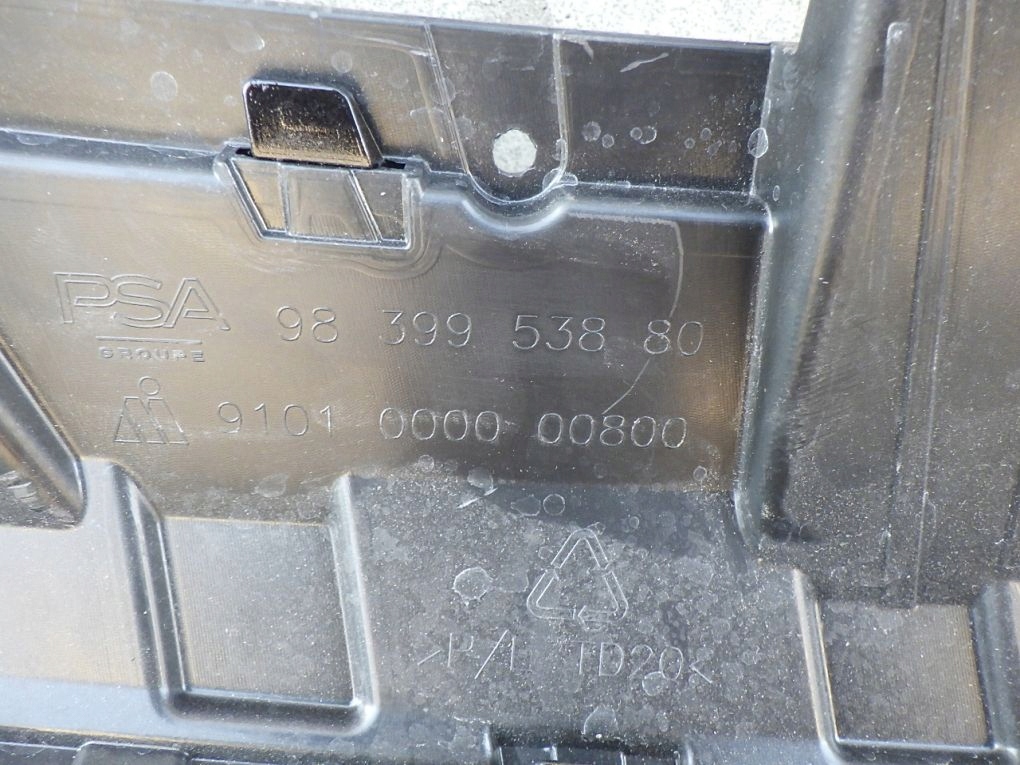 PSA 98 399 538 80
GROUPE
9101 0000 00800
>P/E TD20<